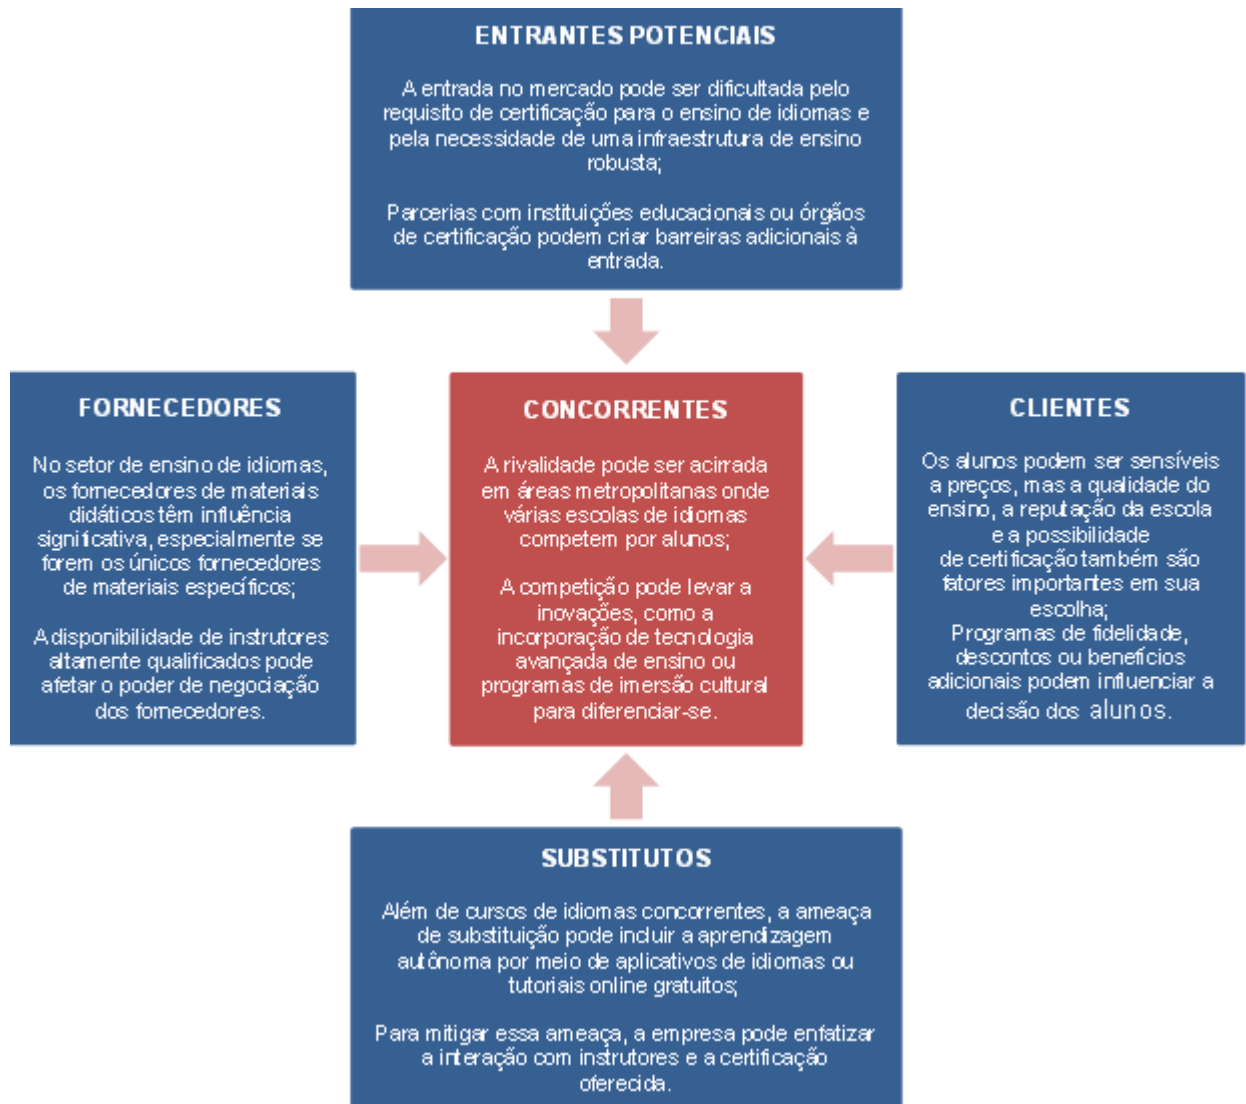 ENTRANTES POTENCIAIS
A entrada no mercado pode ser dificultada pelo
requisito de certificação para o ensino de idiomas e
pela necessidade de uma infraestrutura de ensino
robusta;
Parcerias com instituições educacionais ou órgãos
de certificação podem criar barreiras adicionais à
entrada.
FORNECEDORES
No setor de ensino de idiomas,
os fornecedores de materiais
didáticos têm influência
significativa, especialmente se
forem os únicos fornecedores
de materiais específicos;
A disponibilidade de instrutores
altamente qualificados pode
afetar o poder de negociação
dos fornecedores.
CONCORRENTES
A rivalidade pode ser acirrada
em áreas metropolitanas onde
várias escolas de idiomas
competem por alunos;
A competição pode levar a
inovações, como a
incorporação de tecnologia
avançada de ensino ou
programas de imersão cultural
para diferenciar-se.
CLIENTES
Os alunos podem ser sensíveis
a preços, mas a qualidade do
ensino, a reputação da escola
e a possibilidade
de certificação também são
fatores importantes em sua
escolha;
Programas de fidelidade,
descontos ou benefícios
adicionais podem influenciar a
decisão dos alunos.
SUBSTITUTOS
Além de cursos de idiomas concorrentes, a ameaça
de substituição pode incluir a aprendizagem
autônoma por meio de aplicativos de idiomas ou
tutoriais online gratuitos;
Para mitigar essa ameaça, a empresa pode enfatizar
a interação com instrutores e a certificação
oferecida.